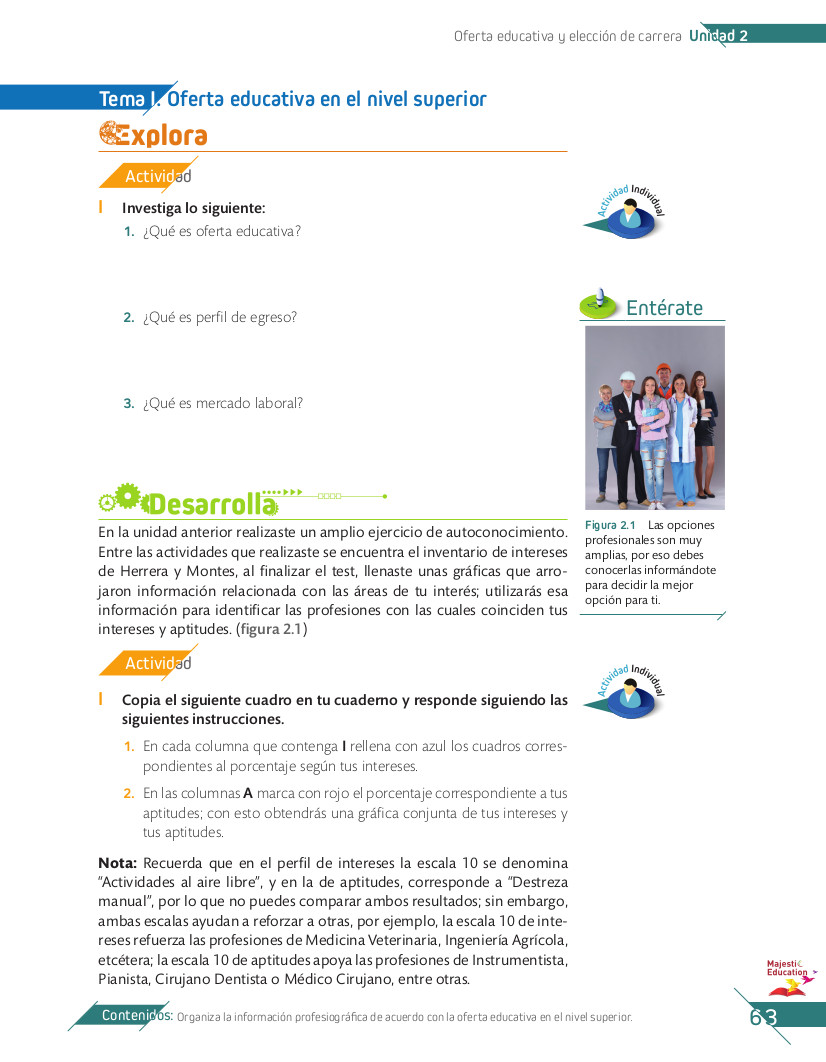 Oferta educativa y elección de carrera Unidad 2
Tema I. Oferta educativa en el nivel superior
Explora
Actividad
I Investiga lo siguiente:
1. ¿Qué es oferta educativa?
Actividad Individual
2. ¿Qué es perfil de egreso?
Entérate
3. ¿Qué es mercado laboral?
Desarrolla
En la unidad anterior realizaste un amplio ejercicio de autoconocimiento.
Entre las actividades que realizaste se encuentra el inventario de intereses
de Herrera y Montes, al finalizar el test, llenaste unas gráficas que arro-
jaron información relacionada con las áreas de tu interés; utilizarás esa
información para identificar las profesiones con las cuales coinciden tus
intereses y aptitudes. (figura 2.1)
Figura 2.1 Las opciones
profesionales son muy
amplias, por eso debes
conocerlas informándote
para decidir la mejor
opción para ti.
Actividad
I Copia el siguiente cuadro en tu cuaderno y responde siguiendo las
siguientes instrucciones.
Actividad Individual
1. En cada columna que contenga I rellena con azul los cuadros corres-
pondientes al porcentaje según tus intereses.
2. En las columnas A marca con rojo el porcentaje correspondiente a tus
aptitudes; con esto obtendrás una gráfica conjunta de tus intereses y
tus aptitudes.
Nota: Recuerda que en el perfil de intereses la escala 10 se denomina
"Actividades al aire libre", y en la de aptitudes, corresponde a "Destreza
manual", por lo que no puedes comparar ambos resultados; sin embargo,
ambas escalas ayudan a reforzar a otras, por ejemplo, la escala 10 de inte-
reses refuerza las profesiones de Medicina Veterinaria, Ingeniería Agrícola,
etcétera; la escala 10 de aptitudes apoya las profesiones de Instrumentista,
Pianista, Cirujano Dentista o Médico Cirujano, entre otras.
Majestic
Education
Contenidos: Organiza la información profesiográfica de acuerdo con la oferta educativa en el nivel superior.
63